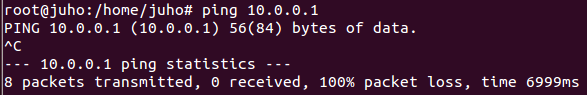 root@juho:/home/juho# ping 10.0.0.1
PING 10.0.0.1 (10.0.0.1) 56(84) bytes of data.
^C
--- 10.0.0.1 ping statistics ---
8 packets transmitted, 0 received, 100% packet loss, time 6999ms